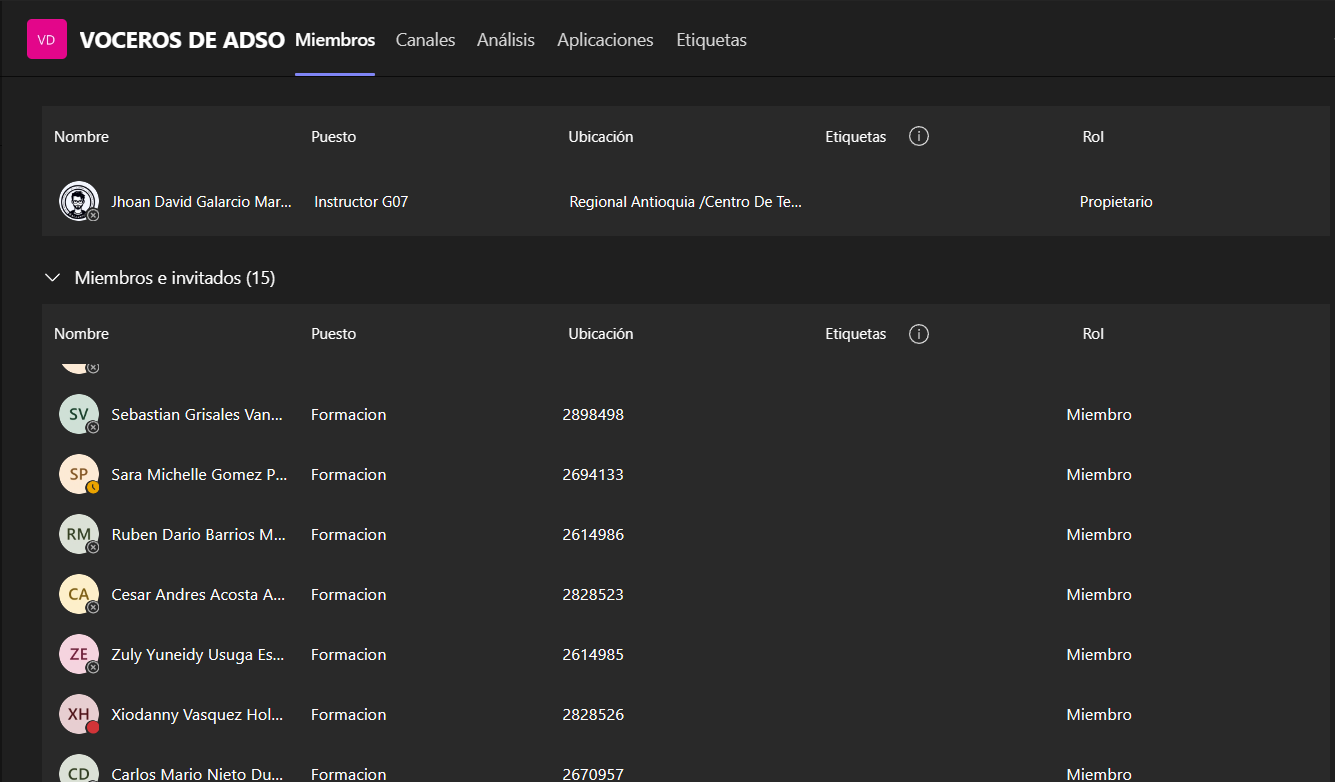 VD VOCEROS DE ADSO Miembros Canales Análisis Aplicaciones Etiquetas
Nombre Puesto Ubicación Etiquetas Rol
Jhoan David Galarcio Mar... Instructor G07 Regional Antioquia /Centro De Te... Propietario
Miembros e invitados (15)
Nombre Puesto Ubicación Etiquetas Rol
SV Sebastian Grisales Van... Formacion 2898498 Miembro
SP Sara Michelle Gomez P... Formacion 2694133 Miembro
RM Ruben Dario Barrios M... Formacion 2614986 Miembro
CA Cesar Andres Acosta A... Formacion 2828523 Miembro
ZE Zuly Yuneidy Usuga Es... Formacion 2614985 Miembro
XH Xiodanny Vasquez Hol... Formacion 2828526 Miembro
CD Carlos Mario Nieto Du... Formacion 2670957 Miembro